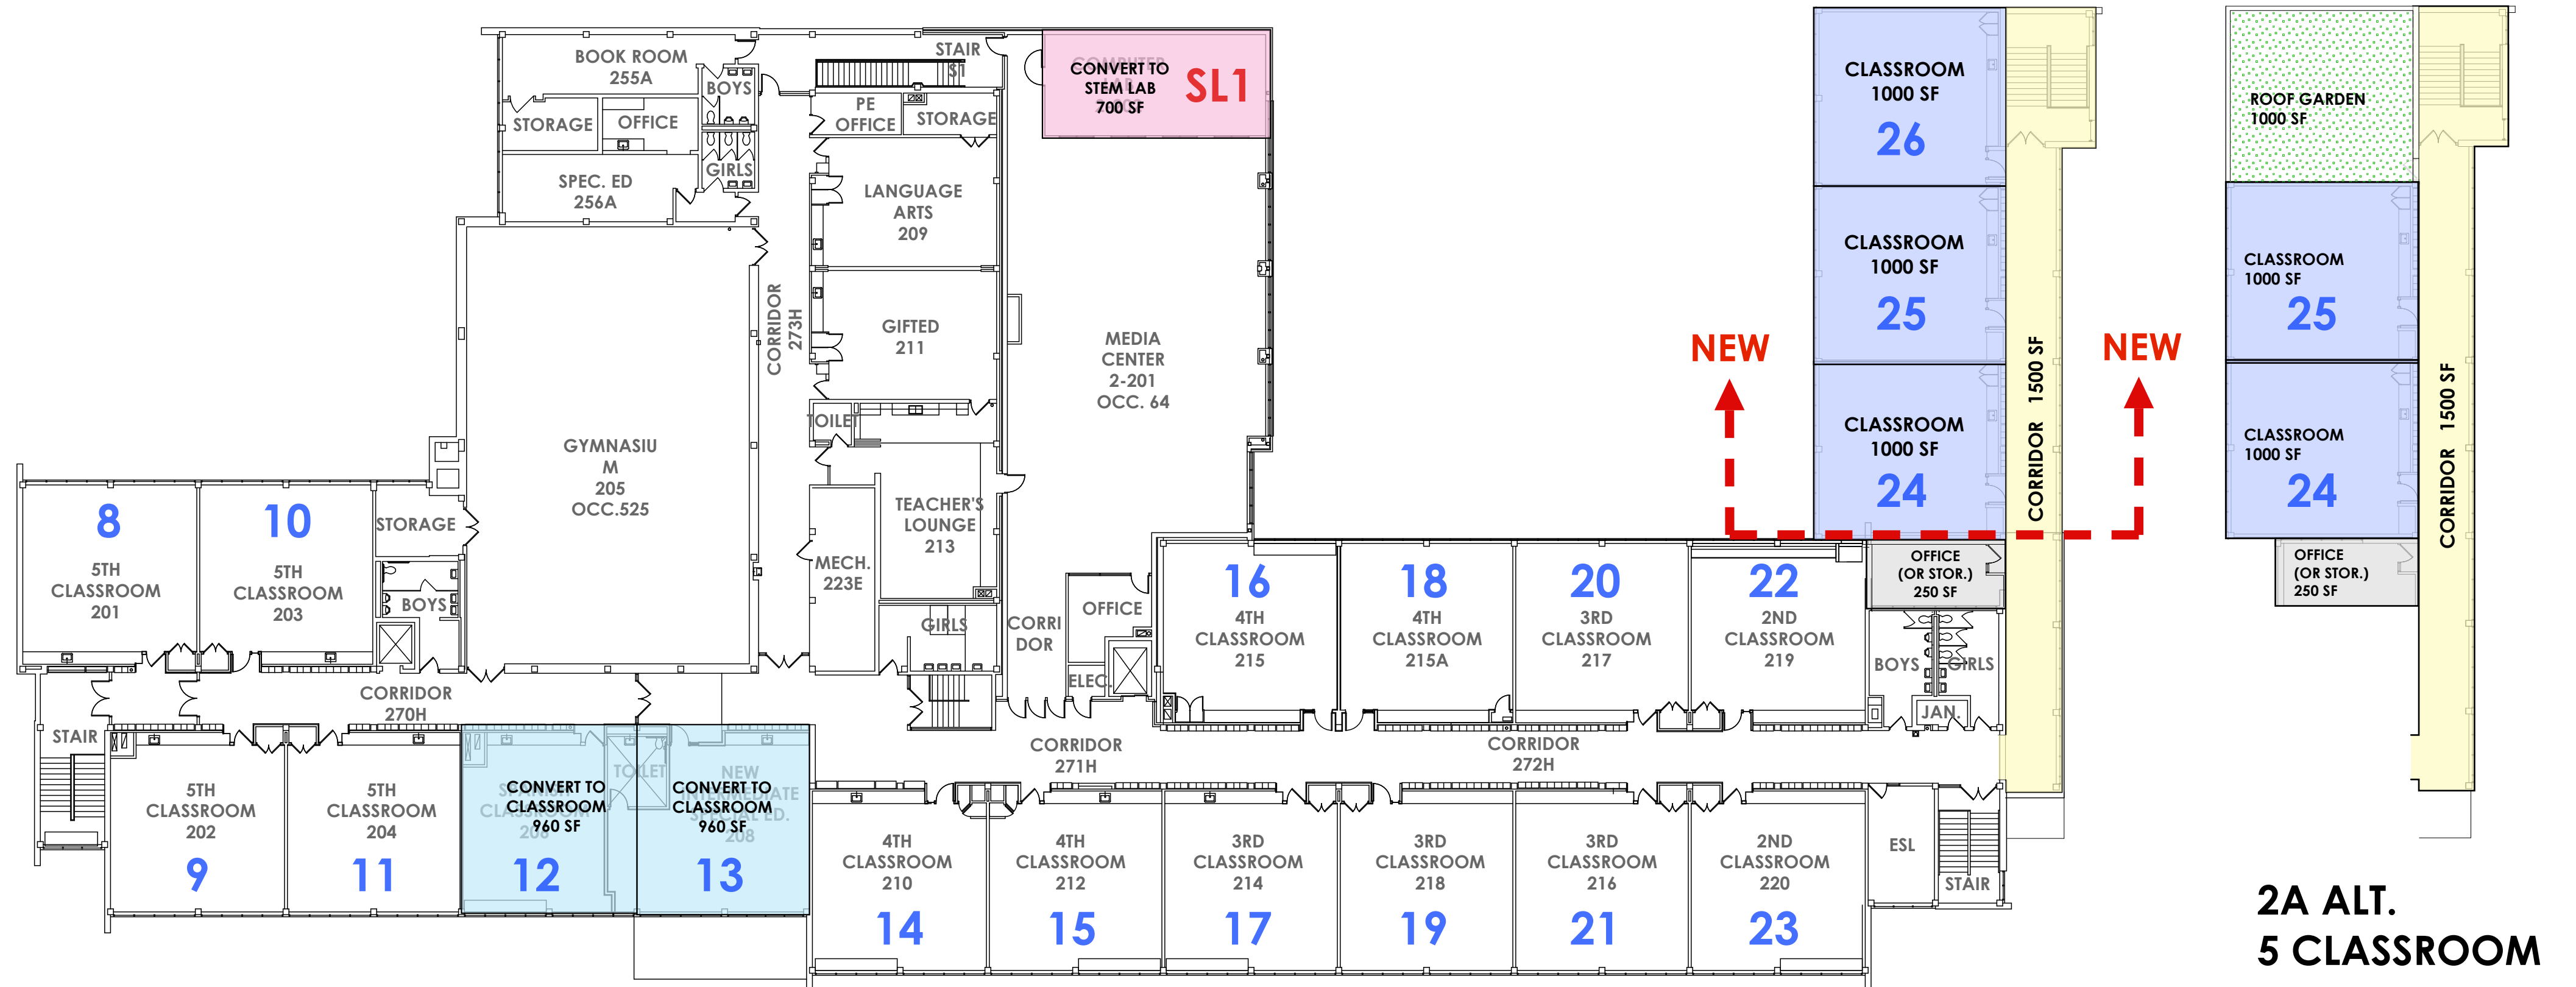 BOOK ROOM
255A
BOYS
STORAGE
OFFICE
GIRLS
SPEC. ED
256A
STAIR
S1
PE
OFFICE
STORAGE
LANGUAGE
ARTS
209
GIFTED
211
CORRIDOR
273H
TOILET
TEACHER'S
LOUNGE
213
MECH.
223E
GIRLS
GYMNASIU
M
205
OCC.525
CONVERT TO
STEM LAB
700 SF
SL1
MEDIA
CENTER
2-201
OCC. 64
CORRI
DOR
OFFICE
ELEC.
8
5TH
CLASSROOM
201
10
5TH
CLASSROOM
203
STORAGE
BOYS
CORRIDOR
270H
STAIR
5TH
CLASSROOM
202
9
5TH
CLASSROOM
204
11
CONVERT TO
CLASSROOM
960 SF
12
TOILET
NEW
INTERMEDIATE
SPECIAL ED.
208
CONVERT TO
CLASSROOM
960 SF
13
CORRIDOR
271H
CORRIDOR
272H
16
4TH
CLASSROOM
215
18
4TH
CLASSROOM
215A
20
3RD
CLASSROOM
217
22
2ND
CLASSROOM
219
4TH
CLASSROOM
210
14
4TH
CLASSROOM
212
15
3RD
CLASSROOM
214
17
3RD
CLASSROOM
218
19
3RD
CLASSROOM
216
21
2ND
CLASSROOM
220
23
ESL
STAIR
BOYS
GIRLS
JAN.
OFFICE
(OR STOR.)
250 SF
CLASSROOM
1000 SF
26
CLASSROOM
1000 SF
25
CLASSROOM
1000 SF
24
CORRIDOR 1500 SF
NEW
NEW
ROOF GARDEN
1000 SF
CLASSROOM
1000 SF
25
CLASSROOM
1000 SF
24
OFFICE
(OR STOR.)
250 SF
CORRIDOR 1500 SF
2A ALT.
5 CLASSROOM